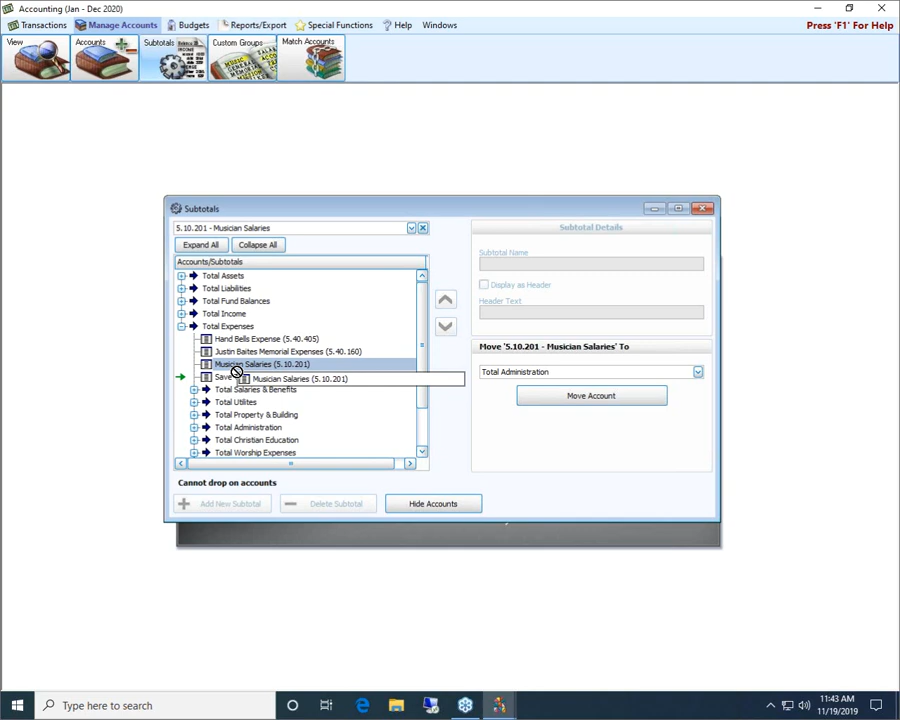 Accounting (Jan - Dec 2020)
Transactions Manage Accounts Budgets Reports/Export Special Functions Help Windows
Press 'F1' For Help
View Accounts Subtotals Custom Groups Match Accounts
Subtotals
5.10.201 - Musician Salaries
Expand All Collapse All
Accounts/Subtotals
Total Assets
Total Liabilities
Total Fund Balances
Total Income
Total Expenses
Hand Bells Expense (5.40.405)
Justin Baites Memorial Expenses (5.40.160)
Musician Salaries (5.10.201)
Save
Musician Salaries (5.10.201)
Total Salaries & Benefits
Total Utilites
Total Property & Building
Total Administration
Total Christian Education
Total Worship Expenses
Cannot drop on accounts
Add New Subtotal Delete Subtotal Hide Accounts
Subtotal Details
Subtotal Name
Display as Header
Header Text
Move '5.10.201 - Musician Salaries' To
Total Administration
Move Account
Type here to search
11:43 AM
11/19/2019